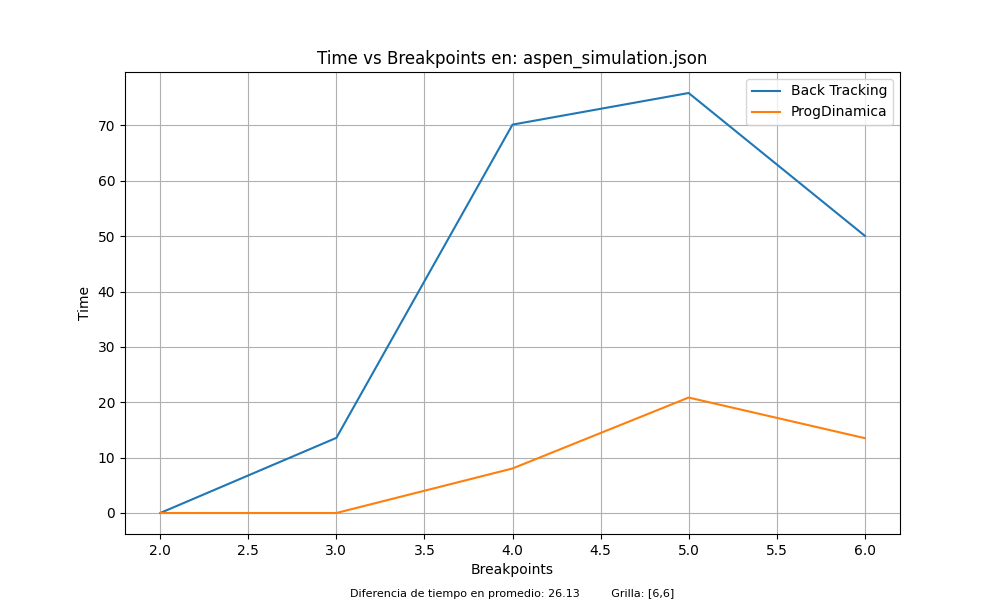 Time vs Breakpoints en: aspen_simulation.json
Back Tracking
ProgDinamica
70
60
50
40
30
20
10
0
Time
2.0 2.5 3.0 3.5 4.0 4.5 5.0 5.5 6.0
Breakpoints
Diferencia de tiempo en promedio: 26.13 Grilla: [6,6]